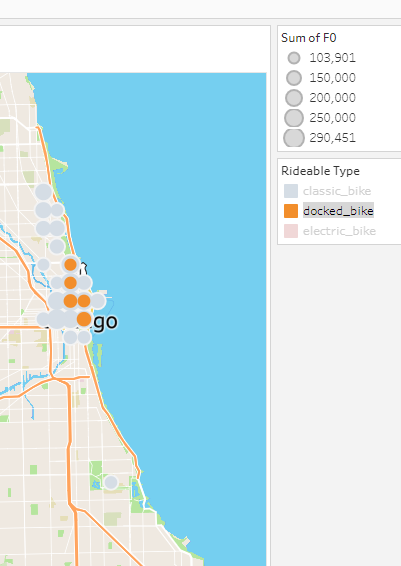 Sum of F0
103,901
150,000
200,000
250,000
290,451
Rideable Type
classic_bike
docked_bike
electric_bike
go